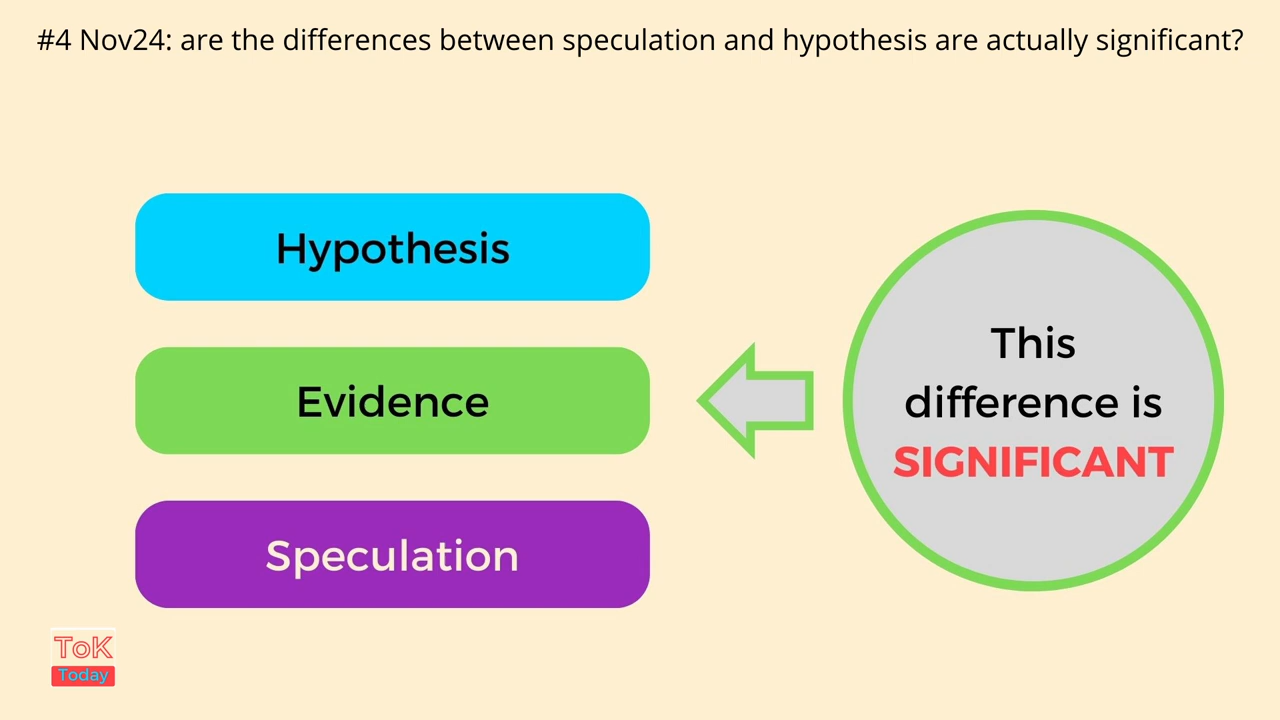 #4 Nov24: are the differences between speculation and hypothesis are actually significant?
Hypothesis
Evidence
Speculation
This
difference is
SIGNIFICANT
ToK
Today